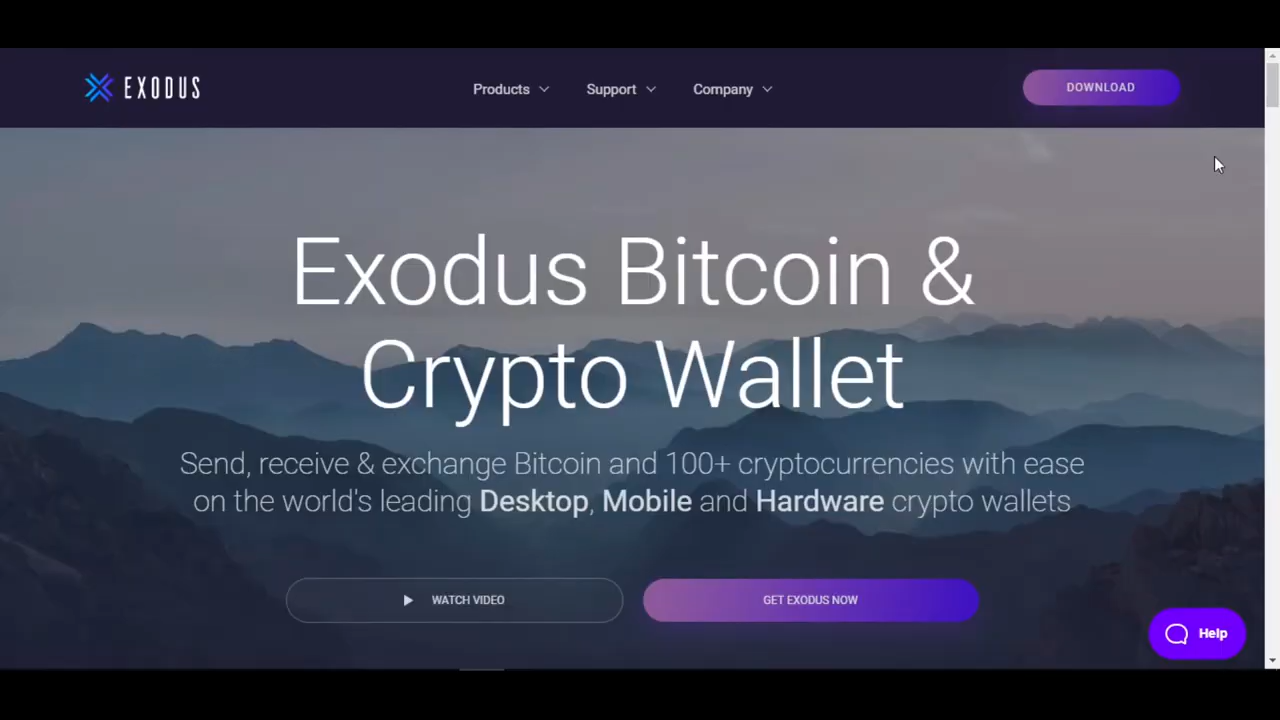 EXODUS
Products
Support
Company
DOWNLOAD
Exodus Bitcoin &
Crypto Wallet
Send, receive & exchange Bitcoin and 100+ cryptocurrencies with ease
on the world's leading Desktop, Mobile and Hardware crypto wallets
WATCH VIDEO
GET EXODUS NOW
Help